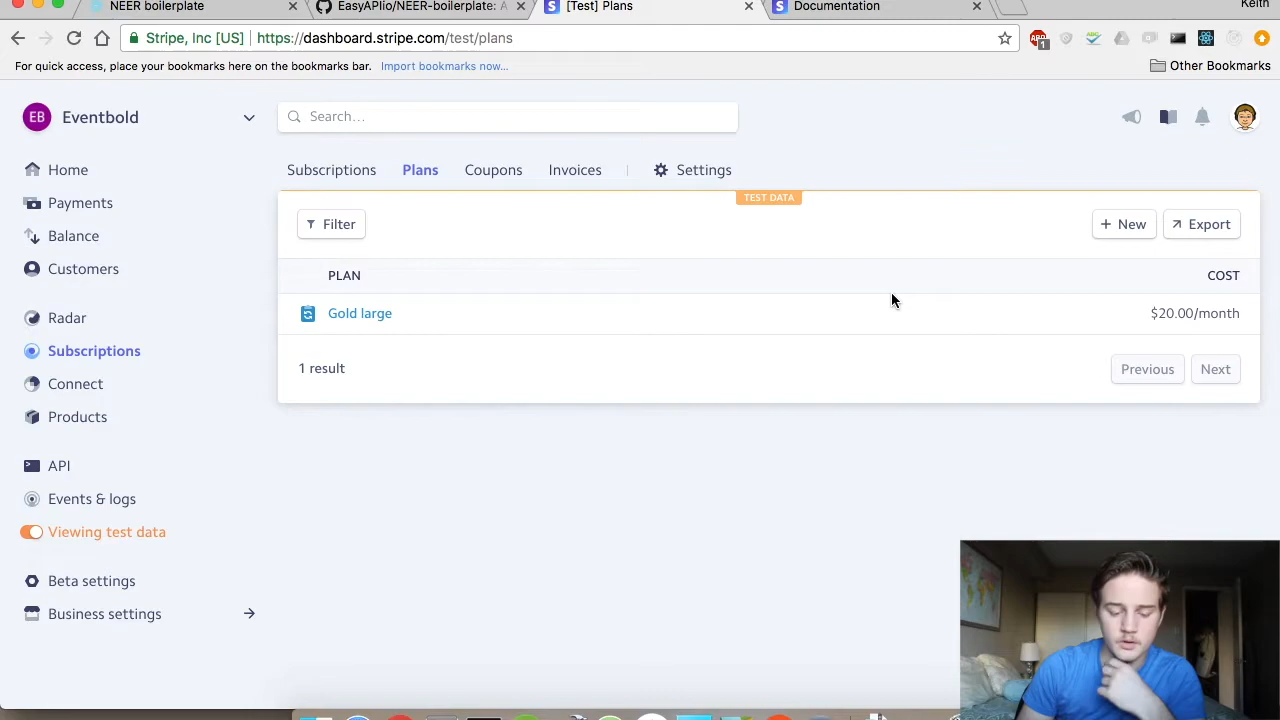 NEER boilerplate
EasyAPIio/NEER-boilerplate: A
[Test] Plans
Documentation
Keith
Stripe, Inc [US]
https://dashboard.stripe.com/test/plans
1
For quick access, place your bookmarks here on the bookmarks bar.
Import bookmarks now...
Other Bookmarks
EB
Eventbold
Search…
Home
Payments
Balance
Customers
Radar
Subscriptions
Connect
Products
API
Events & logs
Viewing test data
Beta settings
Business settings
Subscriptions
Plans
Coupons
Invoices
Settings
TEST DATA
Filter
New
Export
PLAN
COST
Gold large
$20.00/month
1 result
Previous
Next